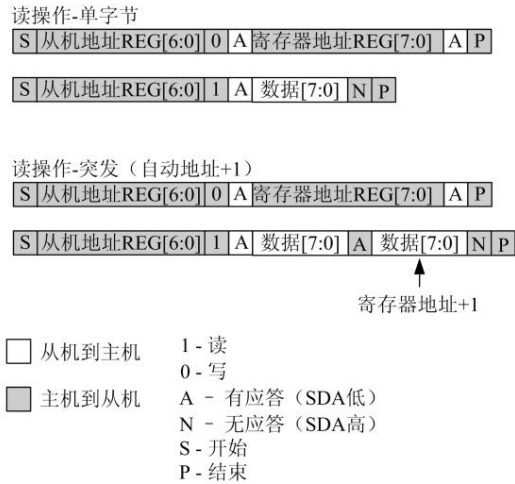 读操作-单字节
S 从机地址REG[6:0] 0 A 寄存器地址REG[7:0] A P
S 从机地址REG[6:0] 1 A 数据[7:0] N P
读操作-突发（自动地址+1）
S 从机地址REG[6:0] 0 A 寄存器地址REG[7:0] A P
S 从机地址REG[6:0] 1 A 数据[7:0] A 数据[7:0] N P
寄存器地址+1
从机到主机
主机到从机
1 - 读
0 - 写
A - 有应答（SDA低）
N - 无应答（SDA高）
S - 开始
P - 结束